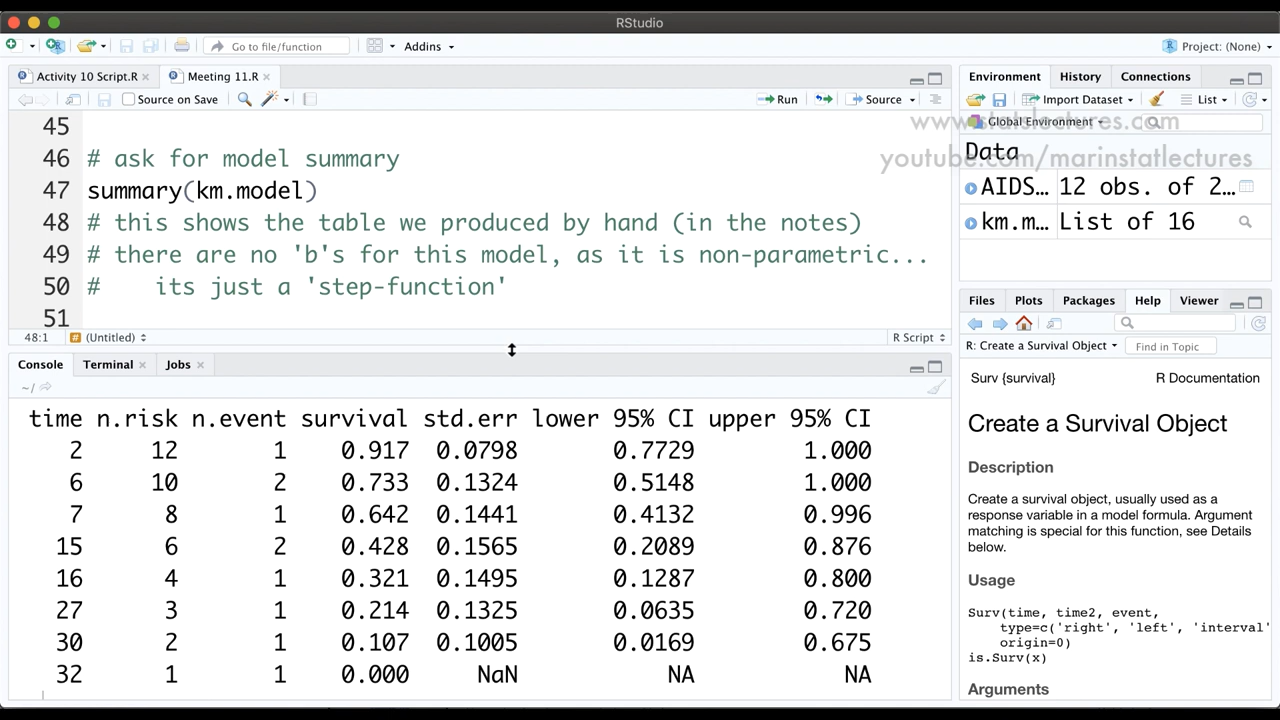 RStudio
Go to file/function
Addins
Project: (None)
Activity 10 Script.R
Meeting 11.R
Source on Save
Run
Source
45
46 # ask for model summary
47 summary(km.model)
48 # this shows the table we produced by hand (in the notes)
49 # there are no 'b's for this model, as it is non-parametric...
50 #    its just a 'step-function'
51
48:1 (Untitled) R Script
Console Terminal Jobs
~/
time n.risk n.event survival std.err lower 95% CI upper 95% CI
2 12 1 0.917 0.0798 0.7729 1.000
6 10 2 0.733 0.1324 0.5148 1.000
7 8 1 0.642 0.1441 0.4132 0.996
15 6 2 0.428 0.1565 0.2089 0.876
16 4 1 0.321 0.1495 0.1287 0.800
27 3 1 0.214 0.1325 0.0635 0.720
30 2 1 0.107 0.1005 0.0169 0.675
32 1 1 0.000 NaN NA NA
Environment History Connections
Import Dataset List
Global Environment
www.statslectures.com
Data
youtube.com/marinstatlectures
AIDS... 12 obs. of 2...
km.m... List of 16
Files Plots Packages Help Viewer
R: Create a Survival Object Find in Topic
Surv {survival} R Documentation
Create a Survival Object
Description
Create a survival object, usually used as a
response variable in a model formula. Argument
matching is special for this function, see Details
below.
Usage
Surv(time, time2, event,
type=c('right', 'left', 'interval'
origin=0)
is.Surv(x)
Arguments